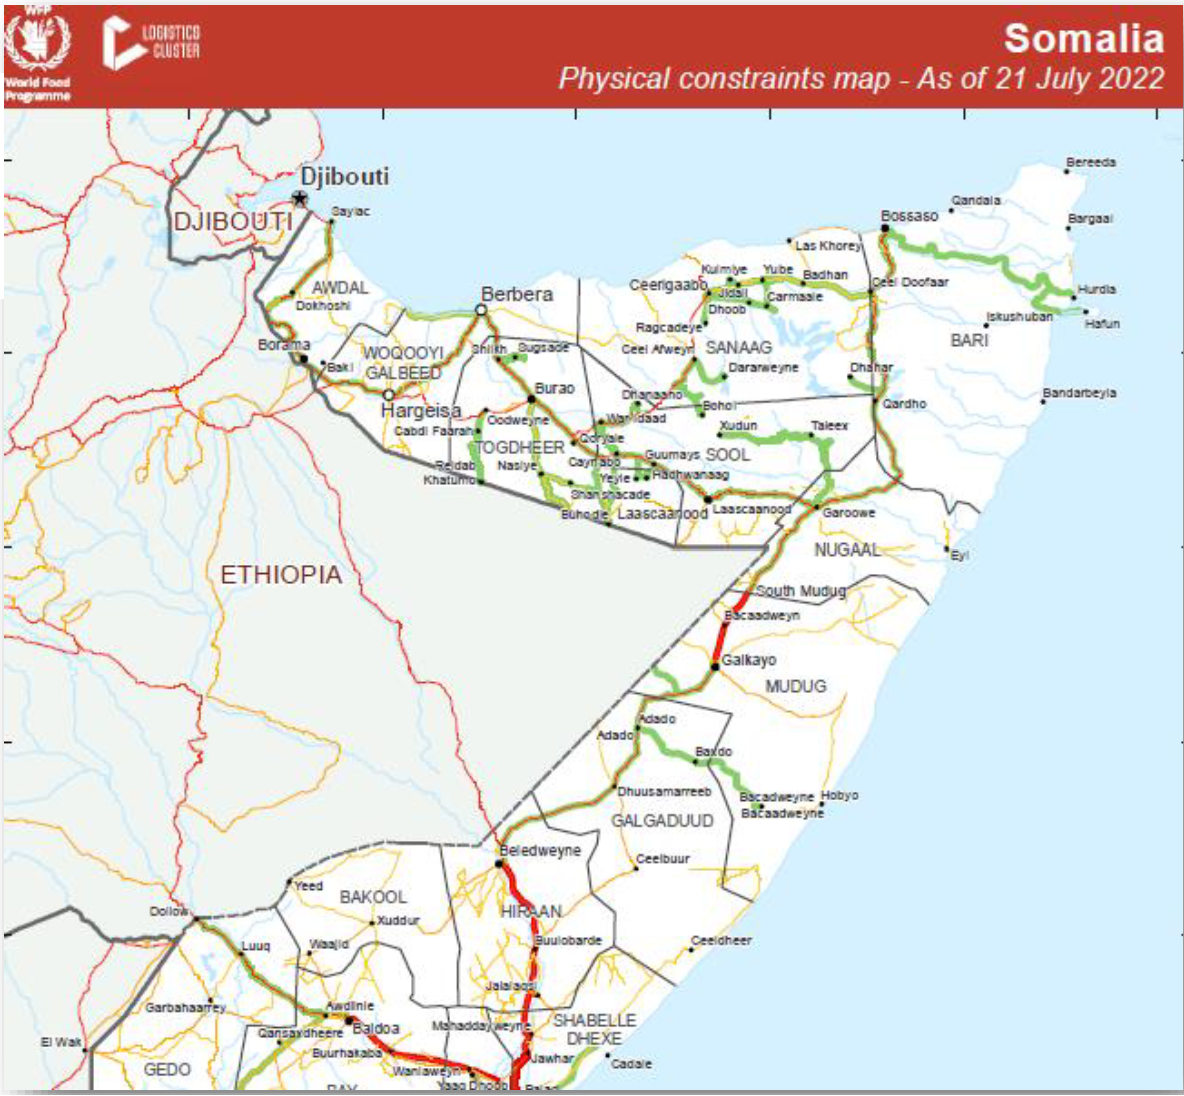 WFP
World Food
Programme
LOGISTICS
CLUSTER
Somalia
Physical constraints map - As of 21 July 2022
Bereeda
Djibouti
Qandala
Saylac
Bossaso
Bargaal
DJIBOUTI
Las Khorey
Kulmiye
Yube
Badhan
Ceerigaabo
Ceel Doofaar
AWDAL
Jidali
Carmaale
Hurdia
Berbera
Dokhoshi
Dhoob
Iskushuban
Hafun
Ragcadeye
BARI
Borama
WOQOOYI
GALBEED
Shiikh
Sugsade
Ceel Afweyn
SANAAG
Baki
Dararweyne
Dhahar
Burao
Dhanaano
Bandarbeyla
Hargeisa
Bohol
Qardho
Oodweyne
Waridaad
Cabdi Faarah
Xudun
Taleex
Qoryale
TOGDHEER
Guumays
SOOL
Caynabo
Reidab
Khatumo
Nasiye
Yeyle
Hadhwanaag
Shanshacade
Buhodle
Laascaanood
Laascaanood
Garoowe
NUGAAL
Eyl
ETHIOPIA
South Mudug
Bacaadweyn
Galkayo
MUDUG
Adado
Adado
Baxdo
Dhuusamarreeb
Bacadweyne
Hobyo
Bacaadweyne
GALGADUUD
Beledweyne
Ceelbuur
Yeed
BAKOOL
Dollow
Xuddur
HIRAAN
Luuq
Waajid
Buulobarde
Ceeldheer
Jalalaqsi
Garbahaarrey
Awdinle
Baidoa
Qansaxdheere
Mahaddayweyne
SHABELLE
DHEXE
El Wak
Buurhakaba
Jawhar
Cadale
GEDO
Wanlaweyn
BAY
Yaaq Dhoob